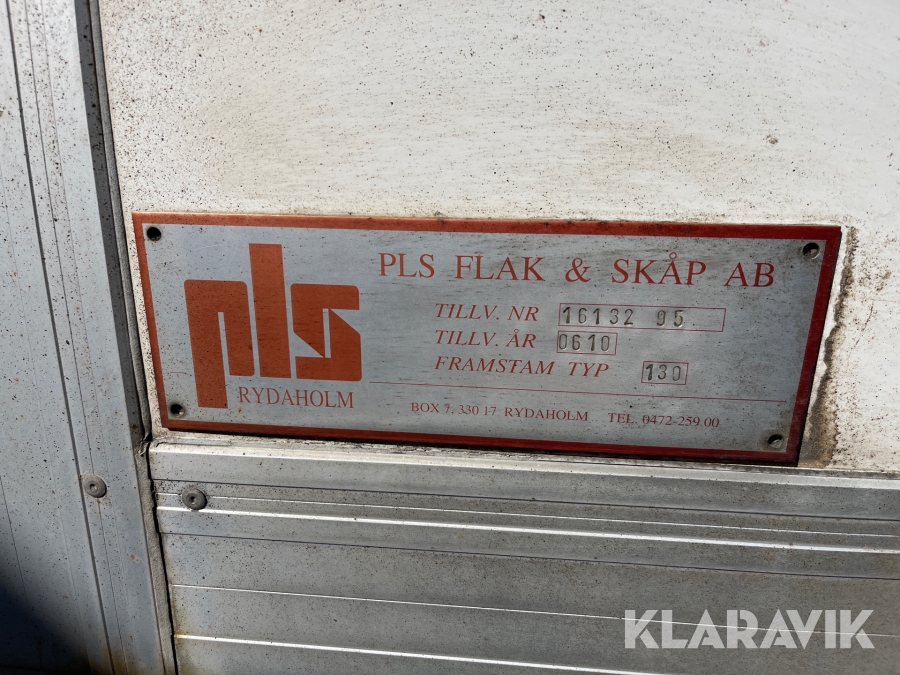 pls
RYDAHOLM
PLS FLAK & SKÅP AB
TILLV. NR 16132 05
TILLV. ÅR 0610
FRAMSTAM TYP 130
BOX 7, 330 17 RYDAHOLM TEL. 0472-259 00
KLARAVIK